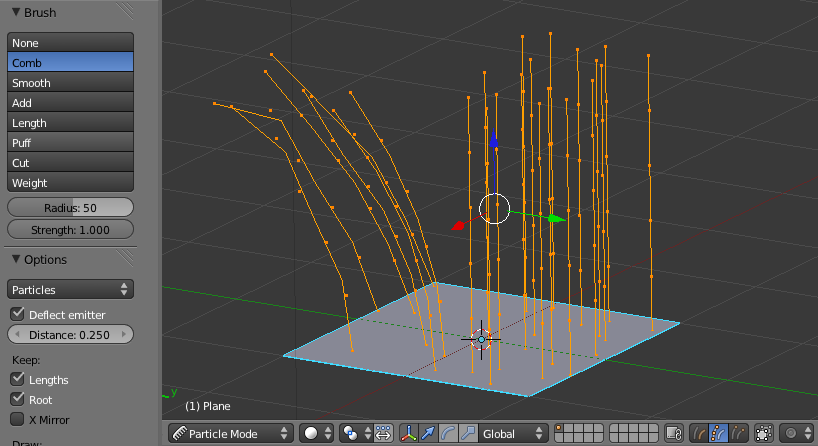 Brush
None
Comb
Smooth
Add
Length
Puff
Cut
Weight
Radius: 50
Strength: 1.000
Options
Particles
Deflect emitter
Distance: 0.250
Keep:
Lengths
Root
X Mirror
Draw:
y
(1) Plane
Particle Mode
Global